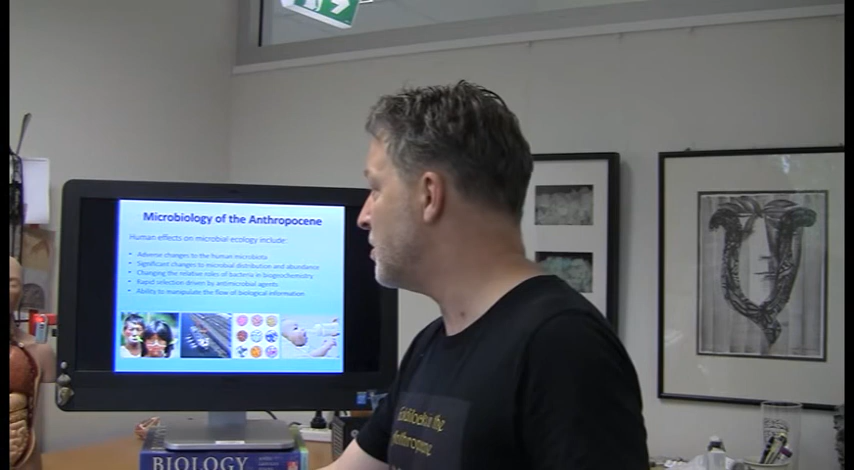 Microbiology of the Anthropocene
Human effects on microbial ecology include:
• Adverse changes to the human microbiota
• Significant changes to microbial distribution and abundance
• Changing the relative roles of bacteria in biogeochemistry
• Rapid selection driven by antimicrobial agents
• Ability to manipulate the flow of biological information
in the
BIOLOGY